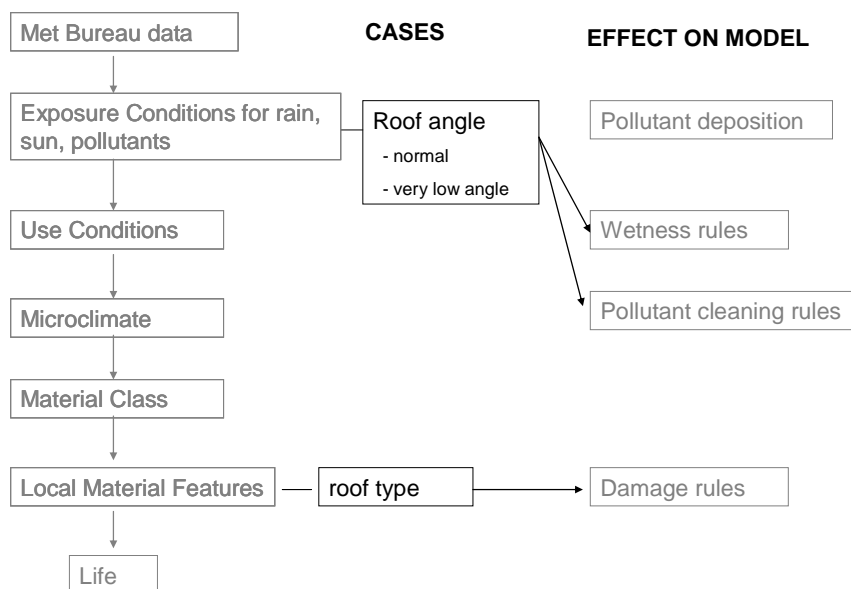 Met Bureau data
CASES
EFFECT ON MODEL
Exposure Conditions for rain,
sun, pollutants
Roof angle
- normal
- very low angle
Pollutant deposition
Use Conditions
Wetness rules
Microclimate
Pollutant cleaning rules
Material Class
Local Material Features
roof type
Damage rules
Life